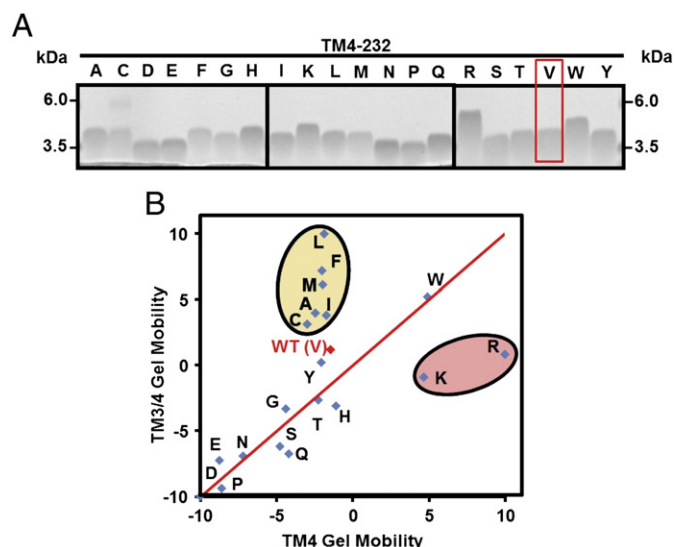 A
TM4-232
kDa kDa
A C D E F G H I K L M N P Q R S T V W Y
6.0 6.0
3.5 3.5
B
10
L
F
M
A I
C
W
5
WT (V)
R
K
0
Y
G
T
H
S
Q
-5
E
N
D
P
-10
-10 -5 0 5 10
TM3/4 Gel Mobility
TM4 Gel Mobility